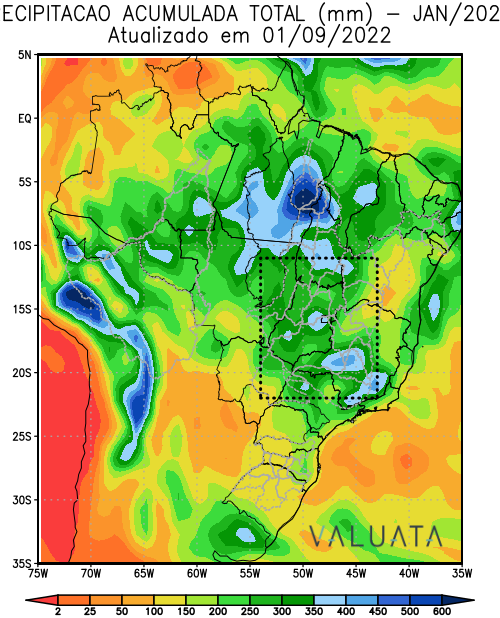 ECIPITACAO ACUMULADA TOTAL (mm) – JAN/202
Atualizado em 01/09/2022
5N
EQ
5S
10S
15S
20S
25S
30S
35S
VALUATA
75W 70W 65W 60W 55W 50W 45W 40W 35W
2 25 50 100 150 200 250 300 350 400 450 500 600